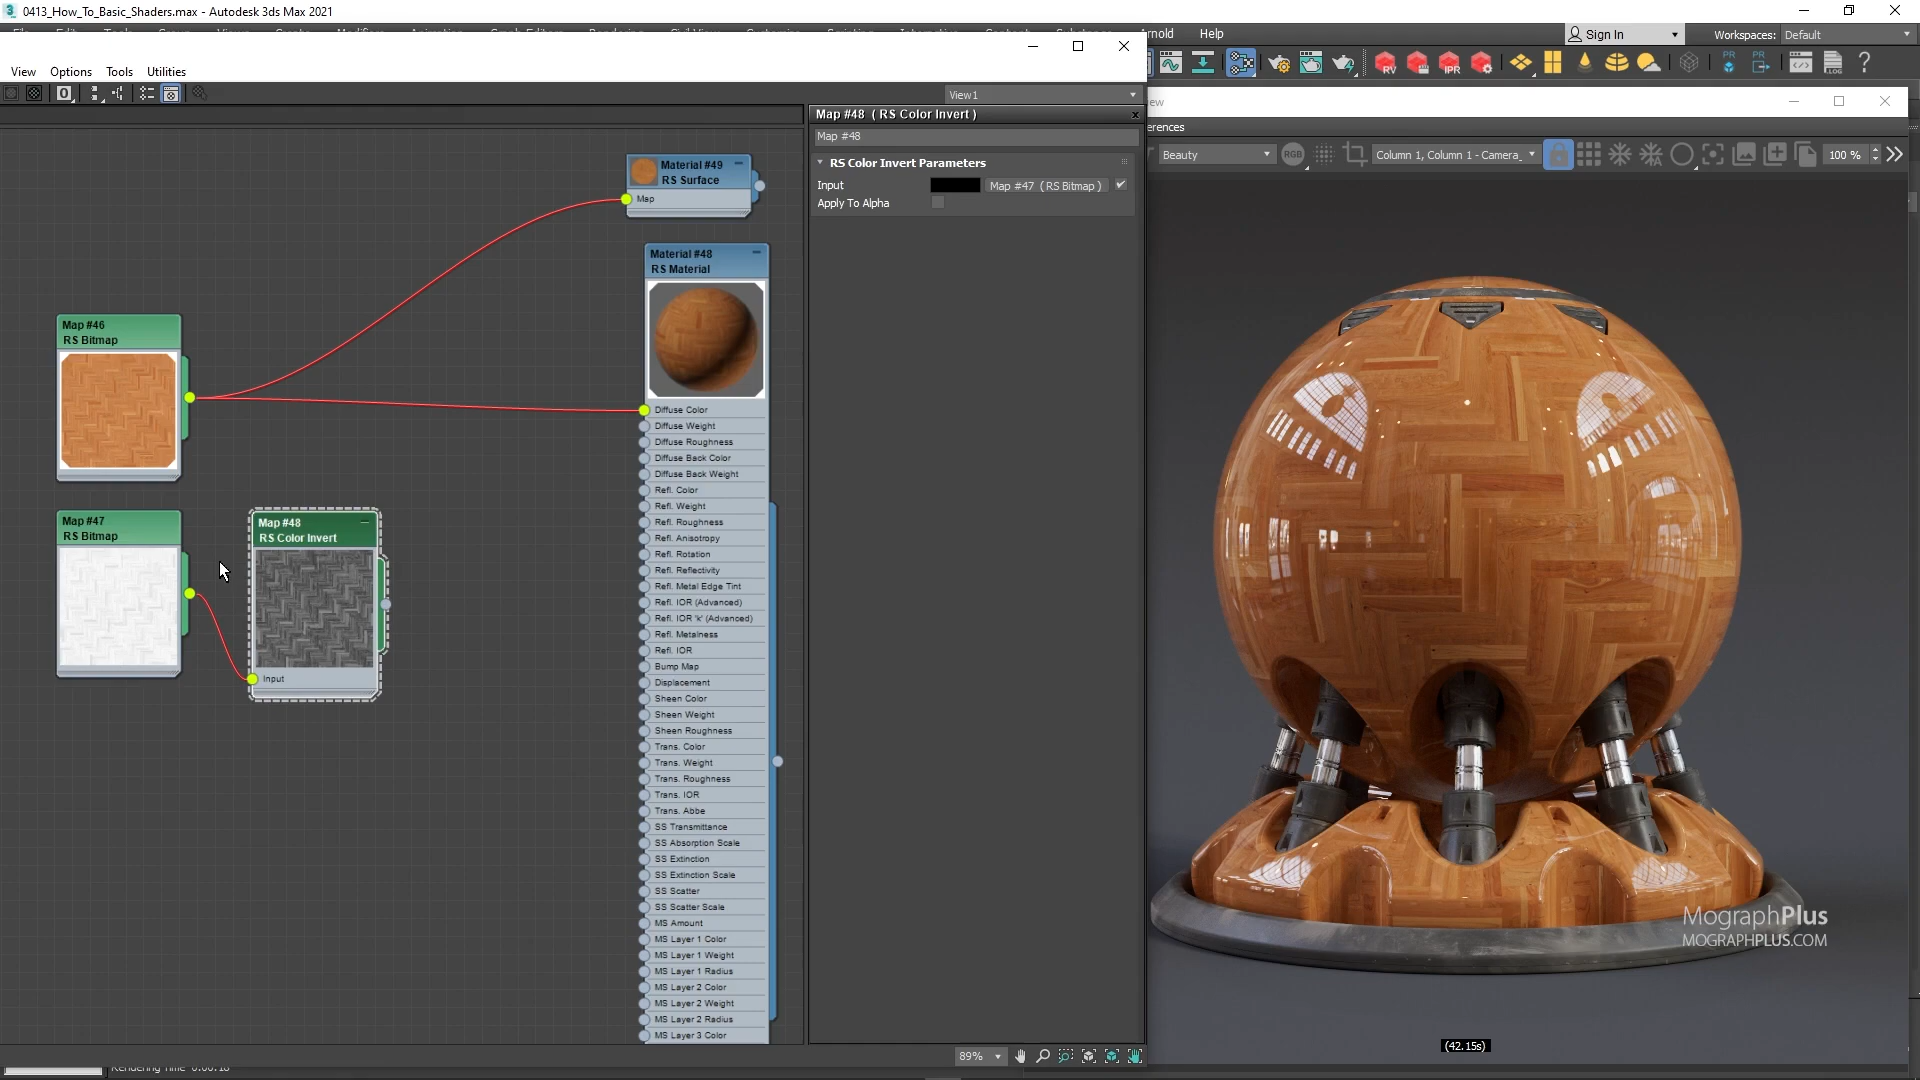 0413_How_To_Basic_Shaders.max - Autodesk 3ds Max 2021
Help
Sign In
Workspaces: Default
View Options Tools Utilities
View1
Map #48 ( RS Color Invert )
x
Map #48
RS Color Invert Parameters
Input
Map #47 ( RS Bitmap )
Apply To Alpha
Beauty
RGB
Column 1, Column 1 - Camera_
100 %
RV
IPR
PR
PR
LOG
Material #49
RS Surface
Map
Material #48
RS Material
Map #46
RS Bitmap
Map #47
RS Bitmap
Map #48
RS Color Invert
Input
Diffuse Color
Diffuse Weight
Diffuse Roughness
Diffuse Back Color
Diffuse Back Weight
Refl. Color
Refl. Weight
Refl. Roughness
Refl. Anisotropy
Refl. Rotation
Refl. Reflectivity
Refl. Metal Edge Tint
Refl. IOR (Advanced)
Refl. IOR 'k' (Advanced)
Refl. Metalness
Refl. IOR
Bump Map
Displacement
Sheen Color
Sheen Weight
Sheen Roughness
Trans. Color
Trans. Weight
Trans. Roughness
Trans. IOR
Trans. Abbe
SS Transmittance
SS Absorption Scale
SS Extinction
SS Extinction Scale
SS Scatter
SS Scatter Scale
MS Amount
MS Layer 1 Color
MS Layer 1 Weight
MS Layer 1 Radius
MS Layer 2 Color
MS Layer 2 Weight
MS Layer 2 Radius
MS Layer 3 Color
MographPlus
MOGRAPHPLUS.COM
(42.15s)
89%